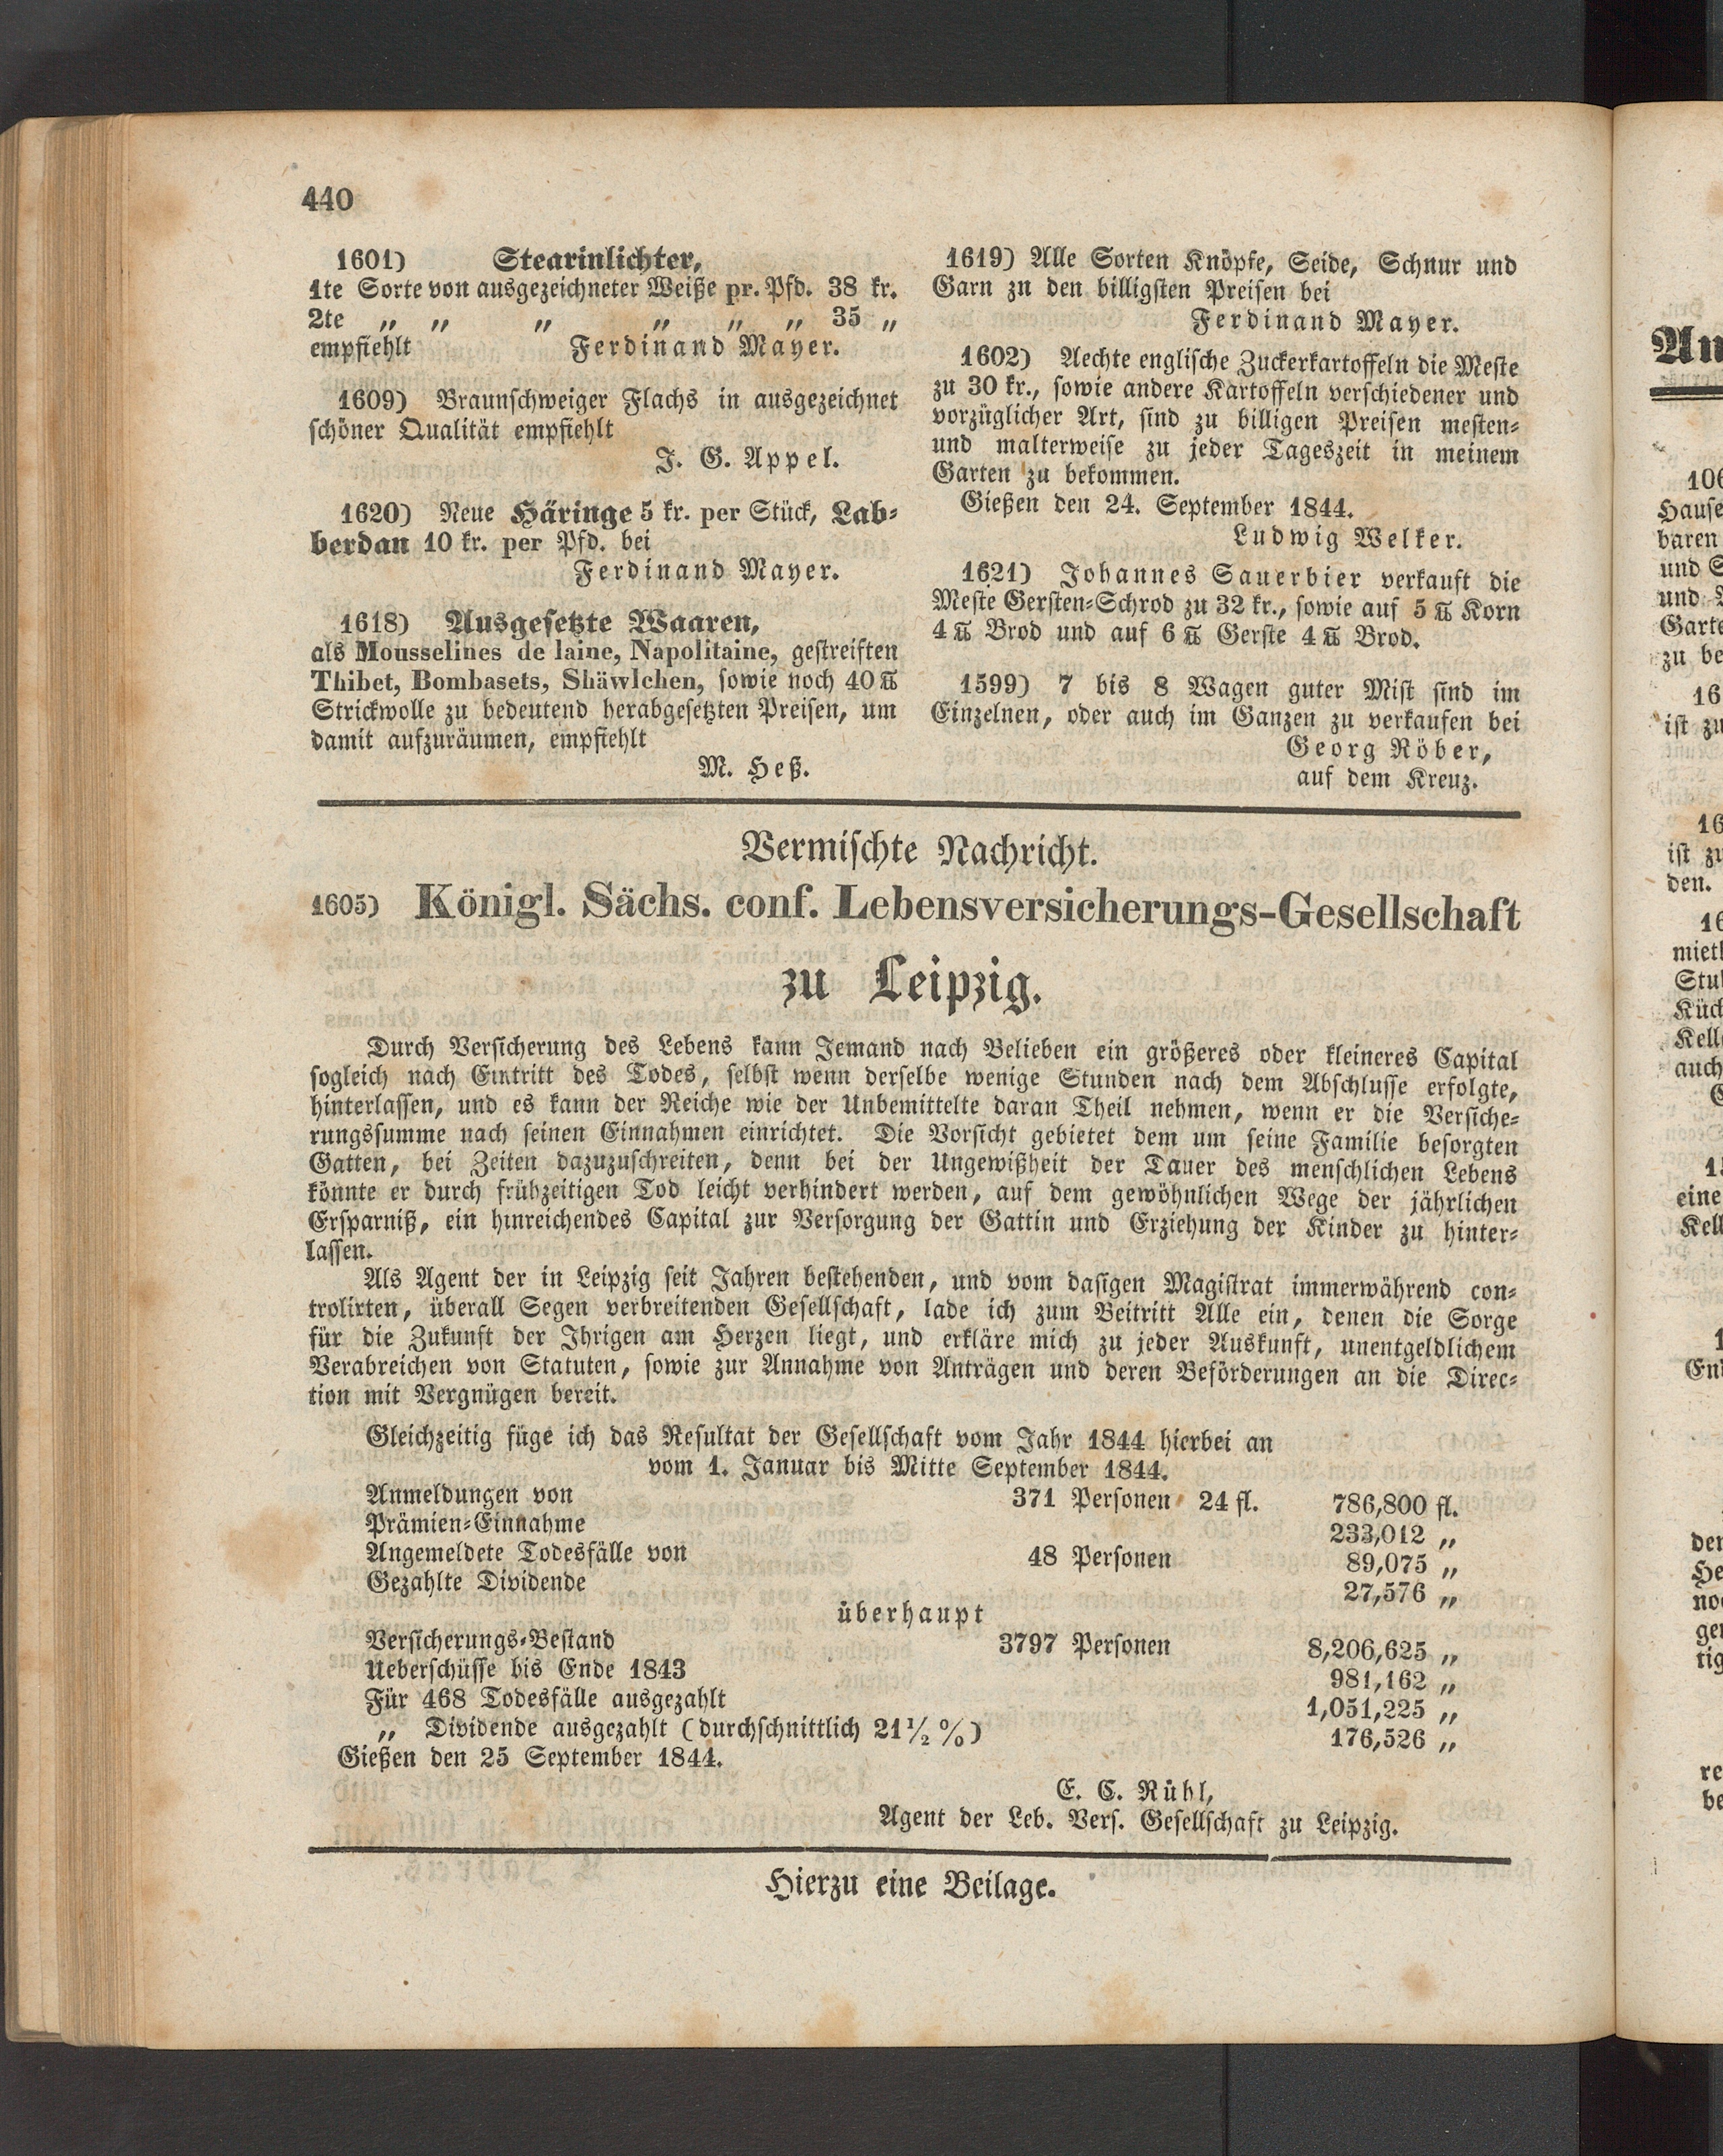 440
1601) Stearinlichter,
1te Sorte von ausgezeichneter Weiße pr. Pfd. 38 kr.
2te „ „ „ „ „ „ 35 „
empfiehlt Ferdinand Mayer.
1609) Braunschweiger Flachs in ausgezeichnet
schöner Qualität empfiehlt
J. G. Appel.
1620) Neue Häringe 5 kr. per Stück, Lab-
berdan 10 kr. per Pfd. bei
Ferdinand Mayer.
1618) Ausgesetzte Waaren,
als Mousselines de laine, Napolitaine, gestreiften
Thibet, Bombasets, Shäwlchen, sowie noch 40 ℔
Strickwolle zu bedeutend herabgesetzten Preisen, um
damit aufzuräumen, empfiehlt
M. Heß.
1619) Alle Sorten Knöpfe, Seide, Schnur und
Garn zu den billigsten Preisen bei
Ferdinand Mayer.
1602) Aechte englische Zuckerkartoffeln die Meste
zu 30 kr., sowie andere Kartoffeln verschiedener und
vorzüglicher Art, sind zu billigen Preisen mesten-
und malterweise zu jeder Tageszeit in meinem
Garten zu bekommen.
Gießen den 24. September 1844.
Ludwig Welker.
1621) Johannes Sauerbier verkauft die
Meste Gersten-Schrod zu 32 kr., sowie auf 5 ℔ Korn
4 ℔ Brod und auf 6 ℔ Gerste 4 ℔ Brod.
1599) 7 bis 8 Wagen guter Mist sind im
Einzelnen, oder auch im Ganzen zu verkaufen bei
Georg Röber,
auf dem Kreuz.
Vermischte Nachricht.
1605) Königl. Sächs. conf. Lebensversicherungs-Gesellschaft
zu Leipzig.
Durch Versicherung des Lebens kann Jemand nach Belieben ein größeres oder kleineres Capital
sogleich nach Eintritt des Todes, selbst wenn derselbe wenige Stunden nach dem Abschlusse erfolgte,
hinterlassen, und es kann der Reiche wie der Unbemittelte daran Theil nehmen, wenn er die Versiche-
rungssumme nach seinen Einnahmen einrichtet. Die Vorsicht gebietet dem um seine Familie besorgten
Gatten, bei Zeiten dazuzuschreiten, denn bei der Ungewißheit der Dauer des menschlichen Lebens
könnte er durch frühzeitigen Tod leicht verhindert werden, auf dem gewöhnlichen Wege der jährlichen
Ersparniß, ein hinreichendes Capital zur Versorgung der Gattin und Erziehung der Kinder zu hinter-
lassen.
Als Agent der in Leipzig seit Jahren bestehenden, und vom dasigen Magistrat immerwährend con-
trolirten, überall Segen verbreitenden Gesellschaft, lade ich zum Beitritt Alle ein, denen die Sorge
für die Zukunft der Ihrigen am Herzen liegt, und erkläre mich zu jeder Auskunft, unentgeldlichem
Verabreichen von Statuten, sowie zur Annahme von Anträgen und deren Beförderungen an die Direc-
tion mit Vergnügen bereit.
Gleichzeitig füge ich das Resultat der Gesellschaft vom Jahr 1844 hierbei an
vom 1. Januar bis Mitte September 1844.
Anmeldungen von 371 Personen 24 fl. 786,800 fl.
Prämien-Einnahme 233,012 „
Angemeldete Todesfälle von 48 Personen 89,075 „
Gezahlte Dividende 27,576 „
überhaupt
Versicherungs-Bestand 3797 Personen 8,206,625 „
Ueberschüsse bis Ende 1843 981,162 „
Für 468 Todesfälle ausgezahlt 1,051,225 „
„ Dividende ausgezahlt (durchschnittlich 21½ %) 176,526 „
Gießen den 25 September 1844.
E. C. Rühl,
Agent der Leb. Vers. Gesellschaft zu Leipzig.
Hierzu eine Beilage.